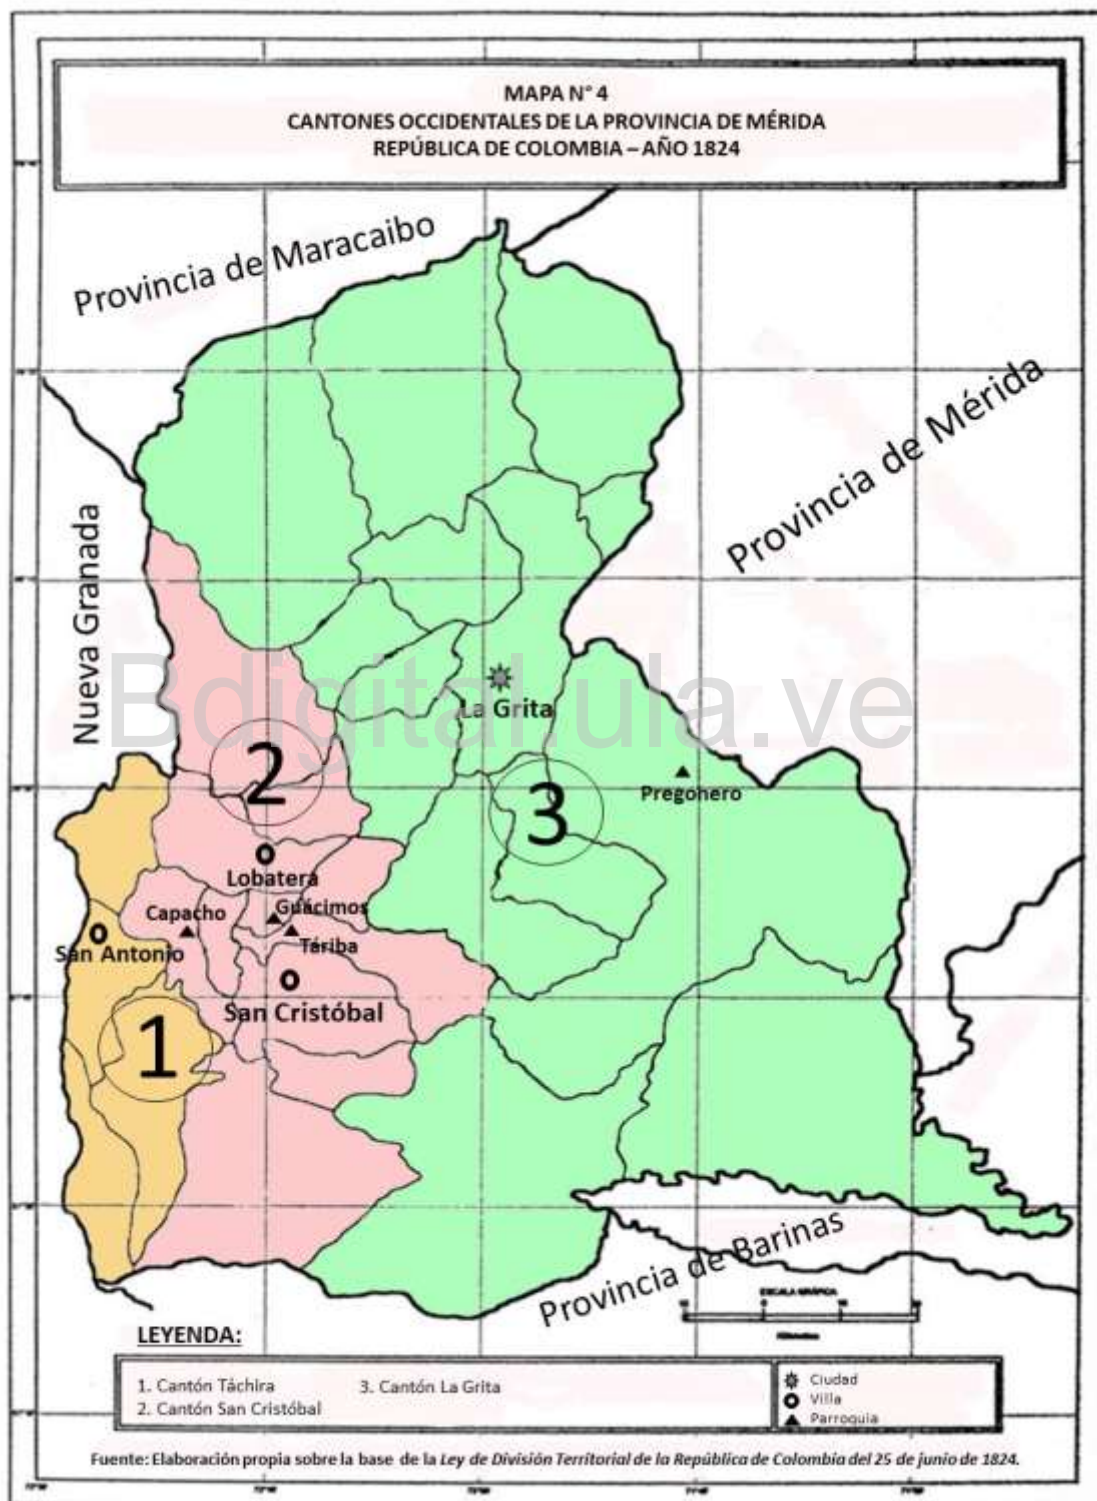 MAPA N° 4
CANTONES OCCIDENTALES DE LA PROVINCIA DE MÉRIDA
REPÚBLICA DE COLOMBIA – AÑO 1824
Provincia de Maracaibo
Provincia de Mérida
Nueva Granada
Bdigital.ula.ve
La Grita
2
3
Pregonero
Lobatera
Capacho
Guácimos
San Antonio
Táriba
San Cristóbal
1
Provincia de Barinas
ESCALA GRÁFICA
LEYENDA:
1. Cantón Táchira
3. Cantón La Grita
2. Cantón San Cristóbal
Ciudad
Villa
Parroquia
Fuente: Elaboración propia sobre la base de la Ley de División Territorial de la República de Colombia del 25 de junio de 1824.